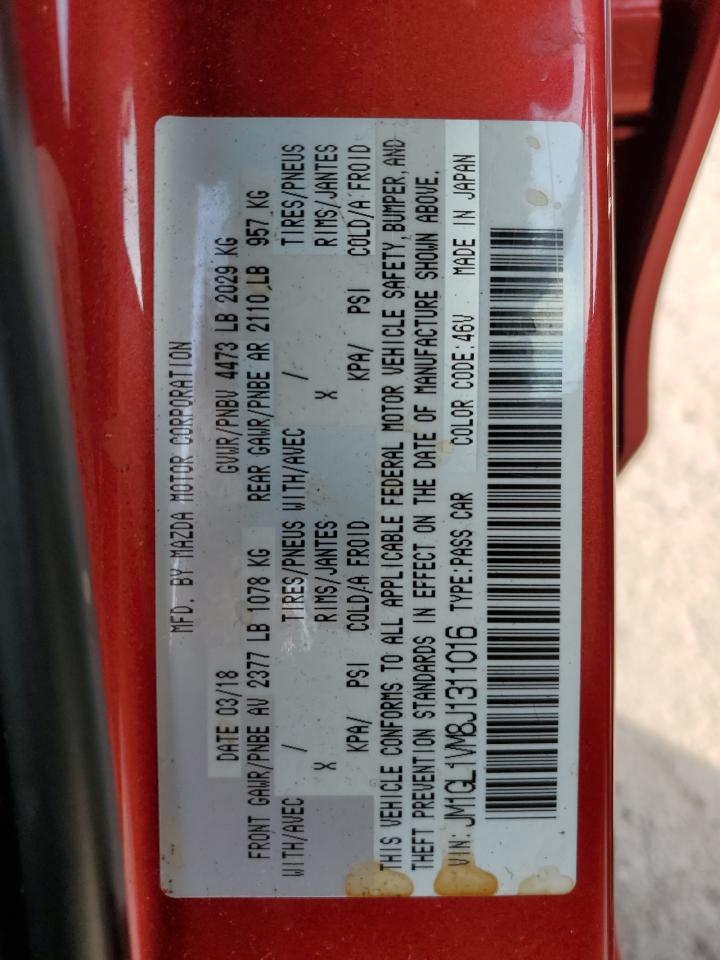 MFD. BY MAZDA MOTOR CORPORATION
DATE 03/18 GVWR/PNBV 4473 LB 2029 KG
FRONT GAWR/PNBE AV 2377 LB 1078 KG REAR GAWR/PNBE AR 2110 LB 957 KG
WITH/AVEC / TIRES/PNEUS WITH/AVEC / TIRES/PNEUS
X RIMS/JANTES X RIMS/JANTES
KPA/ PSI COLD/A FROID KPA/ PSI COLD/A FROID
THIS VEHICLE CONFORMS TO ALL APPLICABLE FEDERAL MOTOR VEHICLE SAFETY, BUMPER, AND
THEFT PREVENTION STANDARDS IN EFFECT ON THE DATE OF MANUFACTURE SHOWN ABOVE.
VIN: JM1GL1VM8J1311016 TYPE:PASS CAR COLOR CODE:46V MADE IN JAPAN